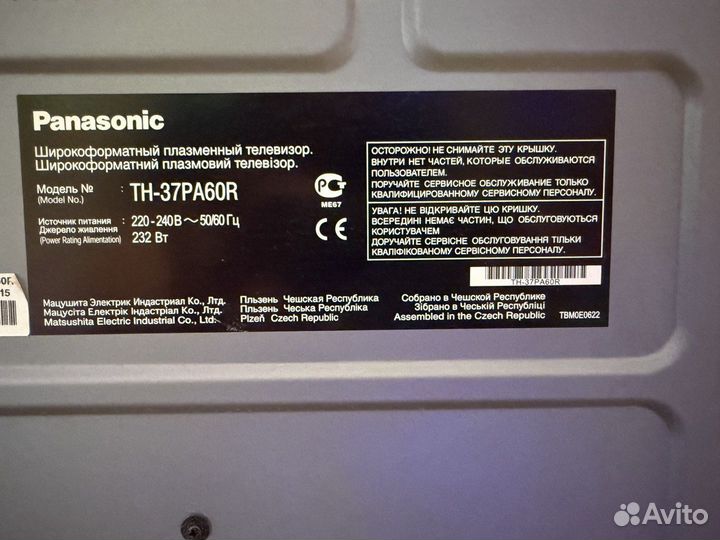 Panasonic
Широкоформатный плазменный телевизор.
Широкоформатний плазмовий телевізор.
Модель №
(Model No.) : TH-37PA60R
Источник питания
Джерело живлення
(Power Rating Alimentation) : 220-240 В ~ 50/60 Гц
232 Вт
РС
ME67
CE
ОСТОРОЖНО! НЕ СНИМАЙТЕ ЭТУ КРЫШКУ.
ВНУТРИ НЕТ ЧАСТЕЙ, КОТОРЫЕ ОБСЛУЖИВАЮТСЯ
ПОЛЬЗОВАТЕЛЕМ.
ПОРУЧАЙТЕ СЕРВИСНОЕ ОБСЛУЖИВАНИЕ ТОЛЬКО
КВАЛИФИЦИРОВАННОМУ СЕРВИСНОМУ ПЕРСОНАЛУ.
УВАГА! НЕ ВІДКРИВАЙТЕ ЦЮ КРИШКУ.
ВСЕРЕДИНІ НЕМАЄ ЧАСТИН, ЩО ОБСЛУГОВУЮТЬСЯ
КОРИСТУВАЧЕМ
ДОРУЧАЙТЕ СЕРВІСНЕ ОБСЛУГОВУВАННЯ ТІЛЬКИ
КВАЛІФІКОВАНОМУ СЕРВІСНОМУ ПЕРСОНАЛУ.
TH-37PA60R
15
Мацушита Электрик Индастриал Ко., Лтд.
Мацусіта Електрік Індастріал Ко., Лтд.
Matsushita Electric Industrial Co., Ltd.
Пльзень Чешская Республика
Пльзень Чеська Республіка
Plzeň Czech Republic
Собрано в Чешской Республике
Зібрано в Чеській Республіці
Assembled in the Czech Republic
TBM0E0622
Avito